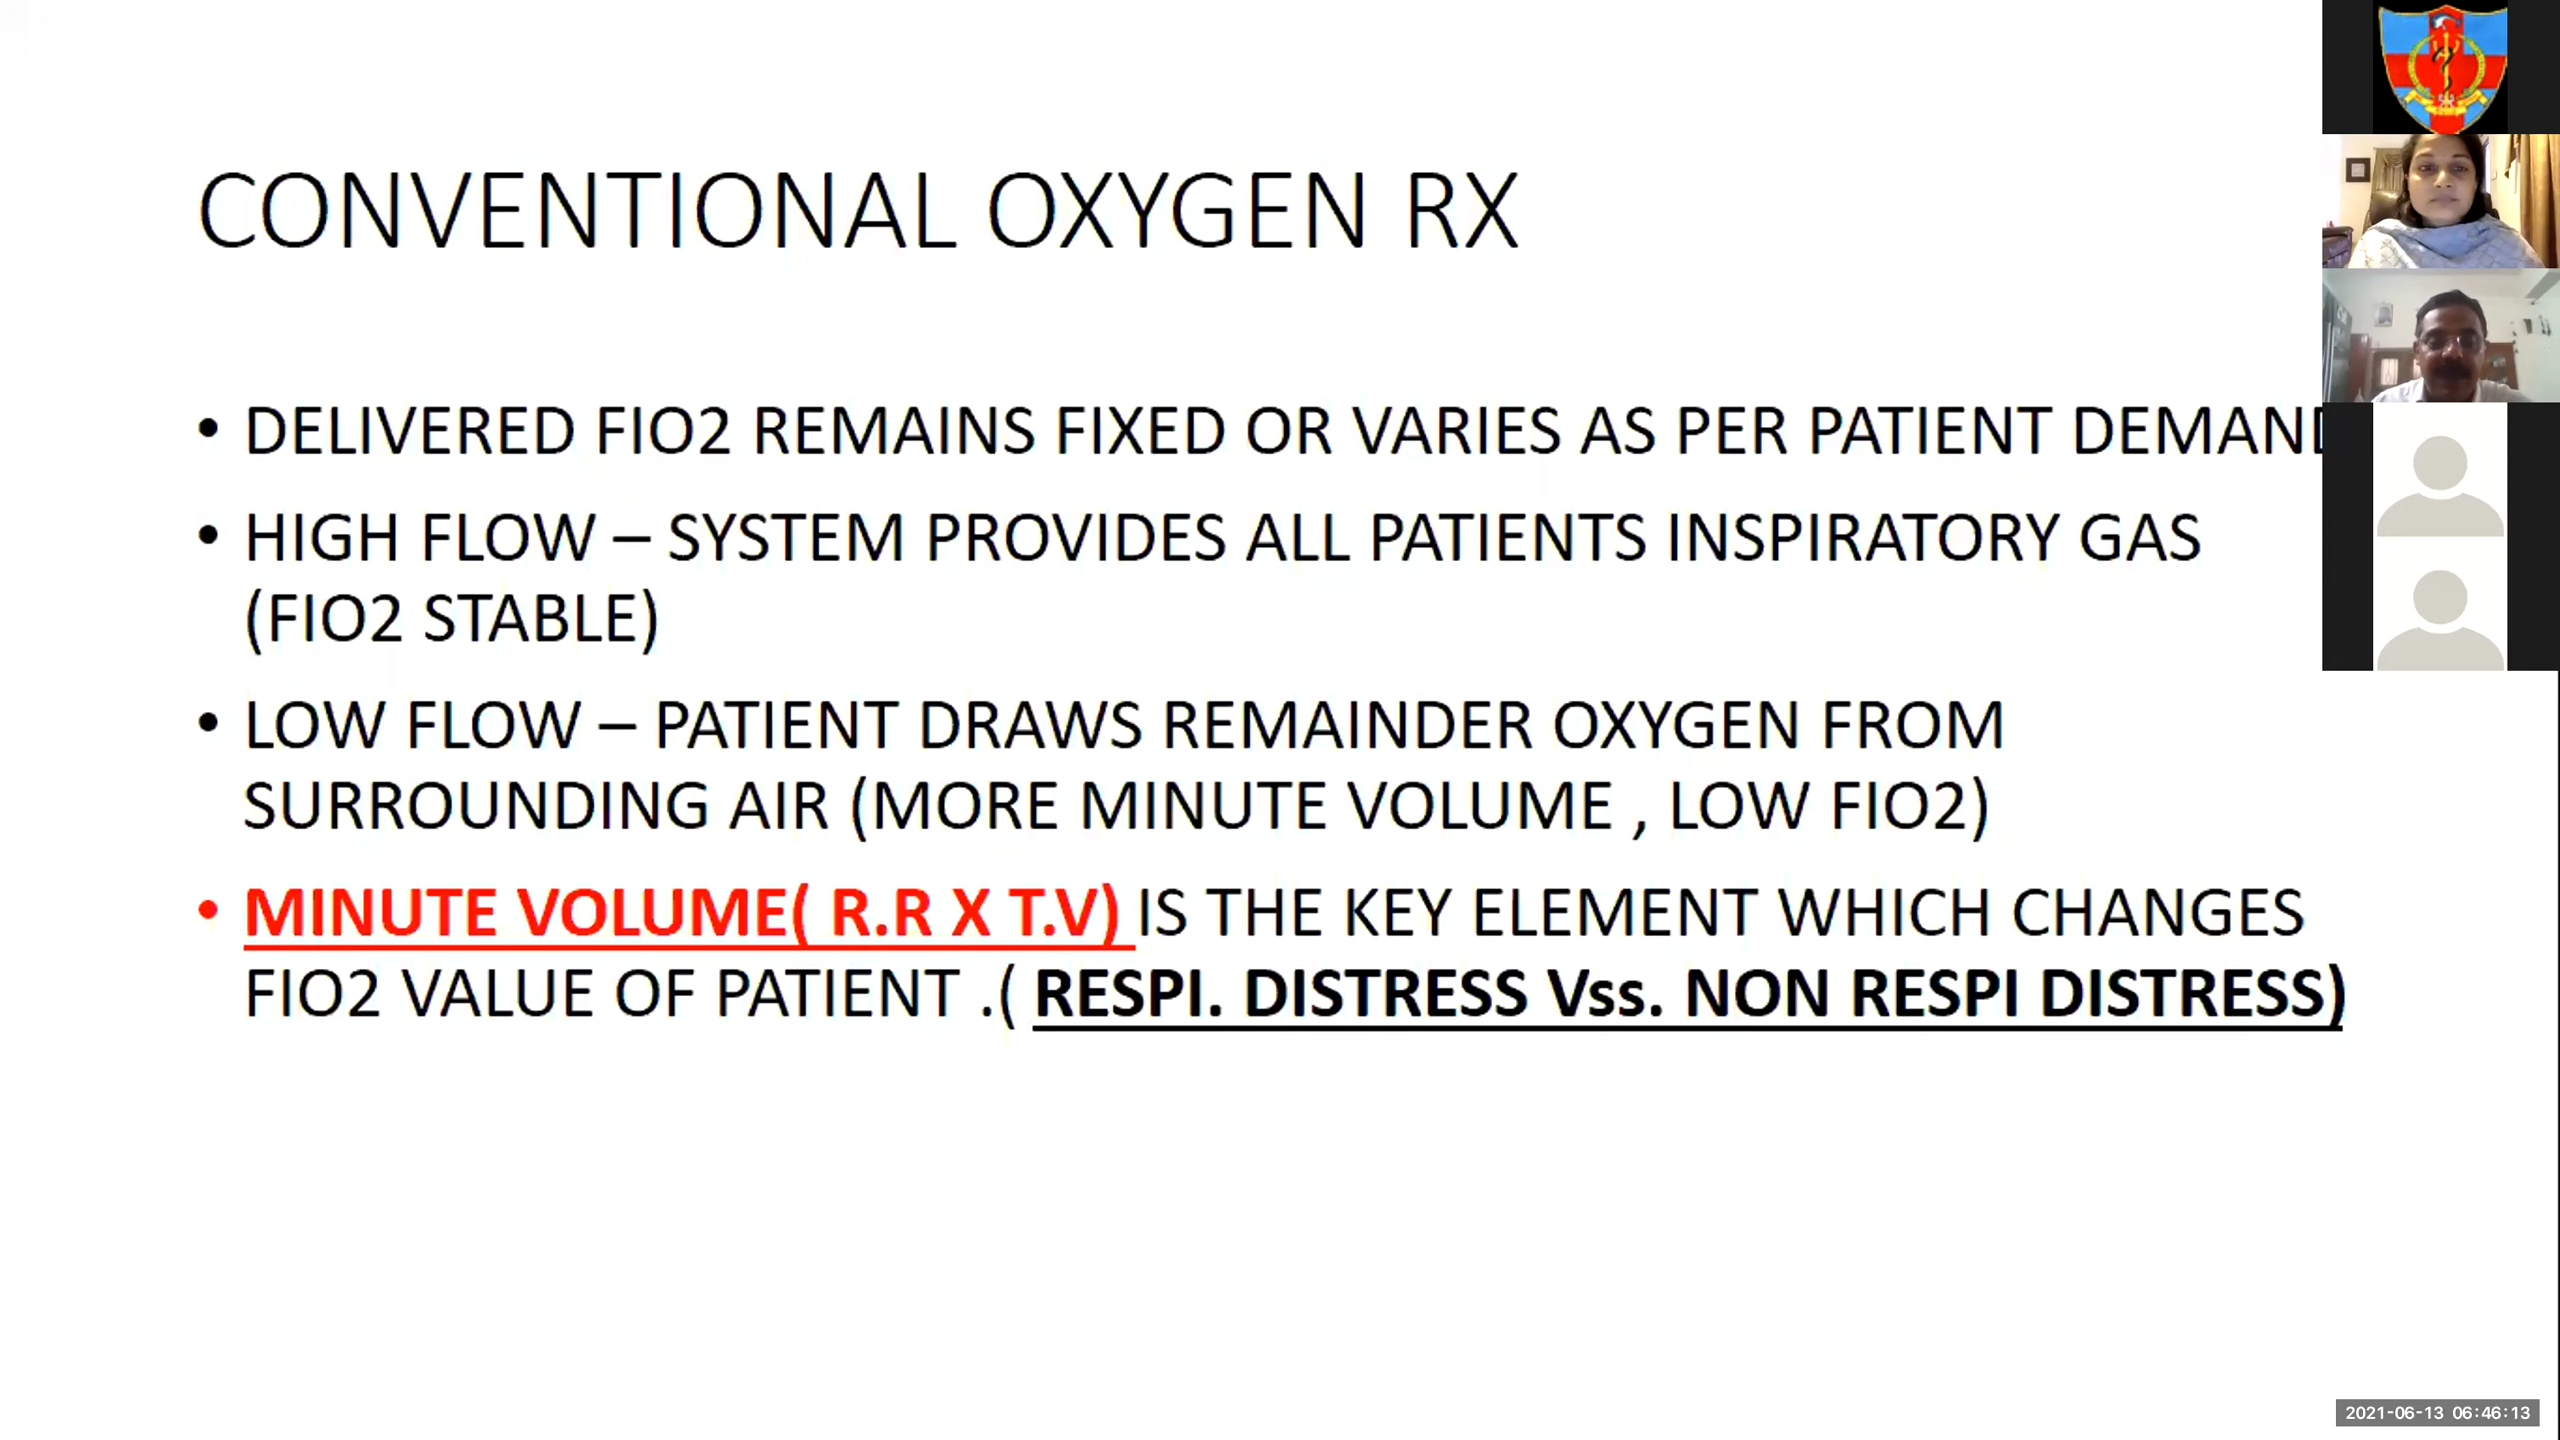 CONVENTIONAL OXYGEN RX
• DELIVERED FIO2 REMAINS FIXED OR VARIES AS PER PATIENT DEMAND
• HIGH FLOW – SYSTEM PROVIDES ALL PATIENTS INSPIRATORY GAS
(FIO2 STABLE)
• LOW FLOW – PATIENT DRAWS REMAINDER OXYGEN FROM
SURROUNDING AIR (MORE MINUTE VOLUME , LOW FIO2)
• MINUTE VOLUME( R.R X T.V) IS THE KEY ELEMENT WHICH CHANGES
FIO2 VALUE OF PATIENT .( RESPI. DISTRESS Vss. NON RESPI DISTRESS)
2021-06-13 06:46:13